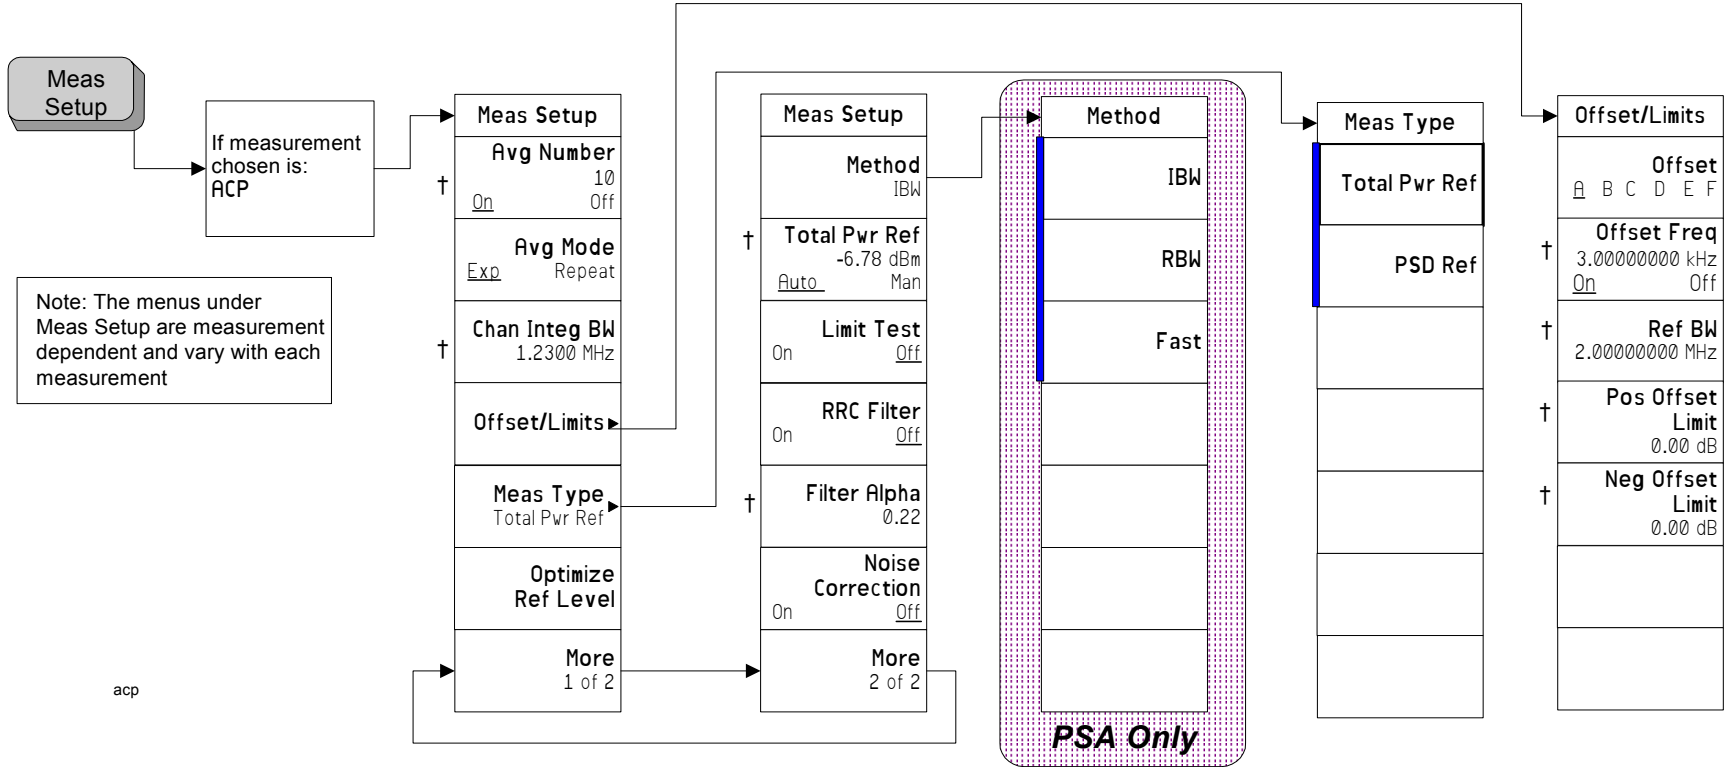 Meas
Setup
If measurement
chosen is:
ACP
Note: The menus under
Meas Setup are measurement
dependent and vary with each
measurement
acp
Meas Setup
† Avg Number
10
On Off
Avg Mode
Exp Repeat
† Chan Integ BW
1.2300 MHz
Offset/Limits
Meas Type
Total Pwr Ref
Optimize
Ref Level
More
1 of 2
Meas Setup
Method
IBW
† Total Pwr Ref
-6.78 dBm
Auto Man
Limit Test
On Off
RRC Filter
On Off
† Filter Alpha
0.22
Noise
Correction
On Off
More
2 of 2
Method
IBW
RBW
Fast
PSA Only
Meas Type
Total Pwr Ref
PSD Ref
Offset/Limits
Offset
A B C D E F
† Offset Freq
3.00000000 kHz
On Off
† Ref BW
2.00000000 MHz
† Pos Offset
Limit
0.00 dB
† Neg Offset
Limit
0.00 dB